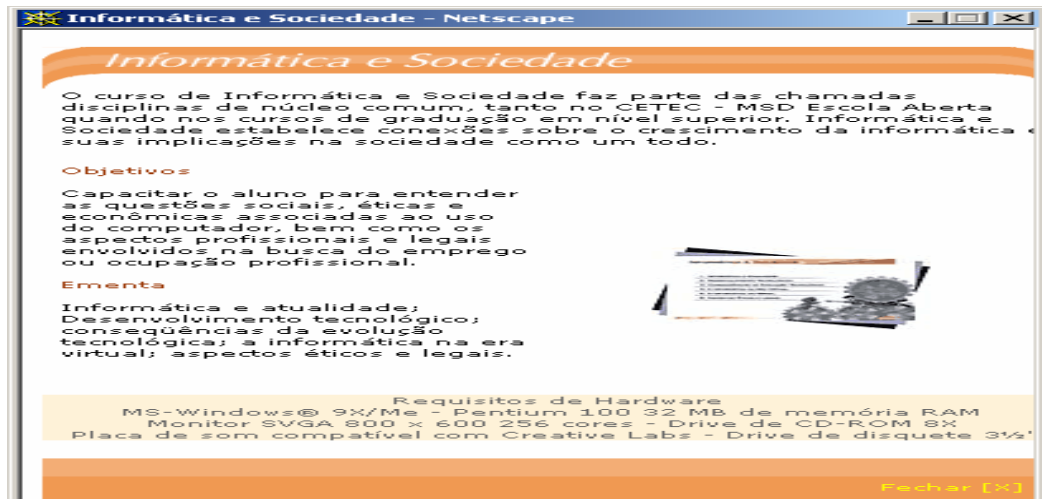 Informática e Sociedade - Netscape
Informática e Sociedade
O curso de Informática e Sociedade faz parte das chamadas
disciplinas de núcleo comum, tanto no CETEC - MSD Escola Aberta
quando nos cursos de graduação em nível superior. Informática e
Sociedade estabelece conexões sobre o crescimento da informática e
suas implicações na sociedade como um todo.
Objetivos
Capacitar o aluno para entender
as questões sociais, éticas e
econômicas associadas ao uso
do computador, bem como os
aspectos profissionais e legais
envolvidos na busca do emprego
ou ocupação profissional.
Ementa
Informática e atualidade;
Desenvolvimento tecnológico;
conseqüências da evolução
tecnológica; a informática na era
virtual; aspectos éticos e legais.
Requisitos de Hardware
MS-Windows® 9X/Me - Pentium 100 32 MB de memória RAM
Monitor SVGA 800 x 600 256 cores - Drive de CD-ROM 8X
Placa de som compatível com Creative Labs - Drive de disquete 3½'
Fechar [X]